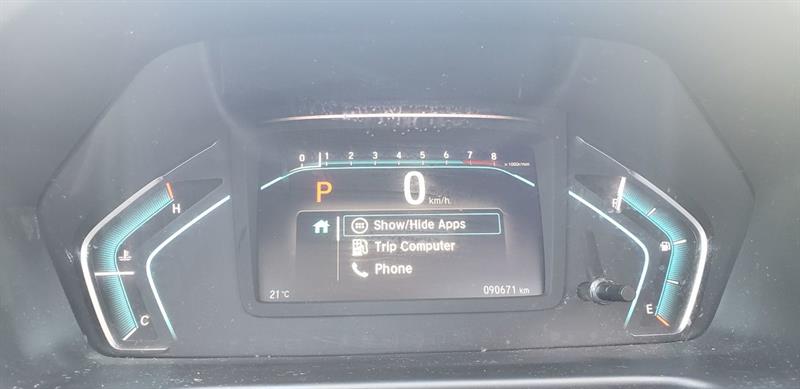 0 1 2 3 4 5 6 7 8 x 1000r/min
P 0 km/h
H
F
Show/Hide Apps
Trip Computer
Phone
21°C
090671 km
C
E